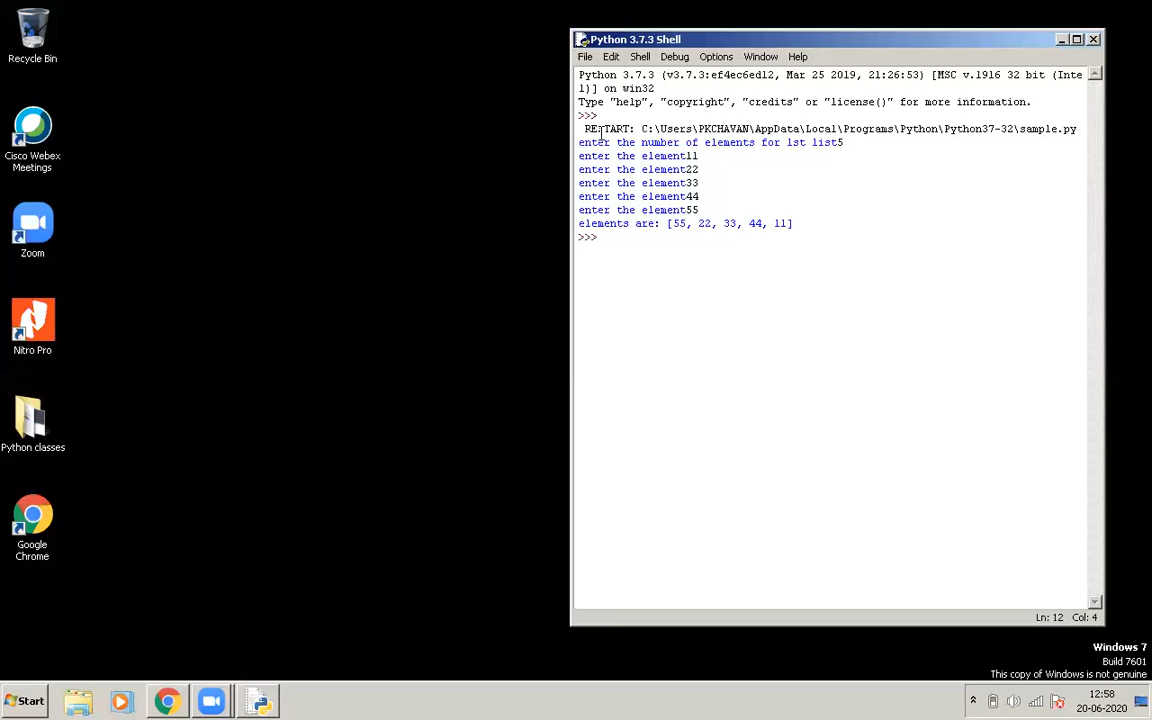 Recycle Bin
Cisco Webex
Meetings
Zoom
Nitro Pro
Python classes
Google
Chrome
Python 3.7.3 Shell
File Edit Shell Debug Options Window Help
Python 3.7.3 (v3.7.3:ef4ec6ed12, Mar 25 2019, 21:26:53) [MSC v.1916 32 bit (Inte
l)] on win32
Type "help", "copyright", "credits" or "license()" for more information.
>>>
RESTART: C:\Users\PKCHAVAN\AppData\Local\Programs\Python\Python37-32\sample.py
enter the number of elements for 1st list5
enter the element11
enter the element22
enter the element33
enter the element44
enter the element55
elements are: [55, 22, 33, 44, 11]
>>>
Ln: 12 Col: 4
Windows 7
Build 7601
This copy of Windows is not genuine
Start
12:58
20-06-2020